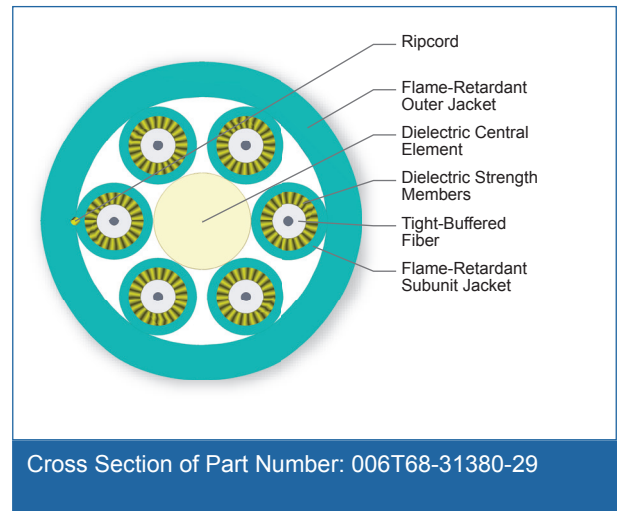 Ripcord
Flame-Retardant
Outer Jacket
Dielectric Central
Element
Dielectric Strength
Members
Tight-Buffered
Fiber
Flame-Retardant
Subunit Jacket
Cross Section of Part Number: 006T68-31380-29